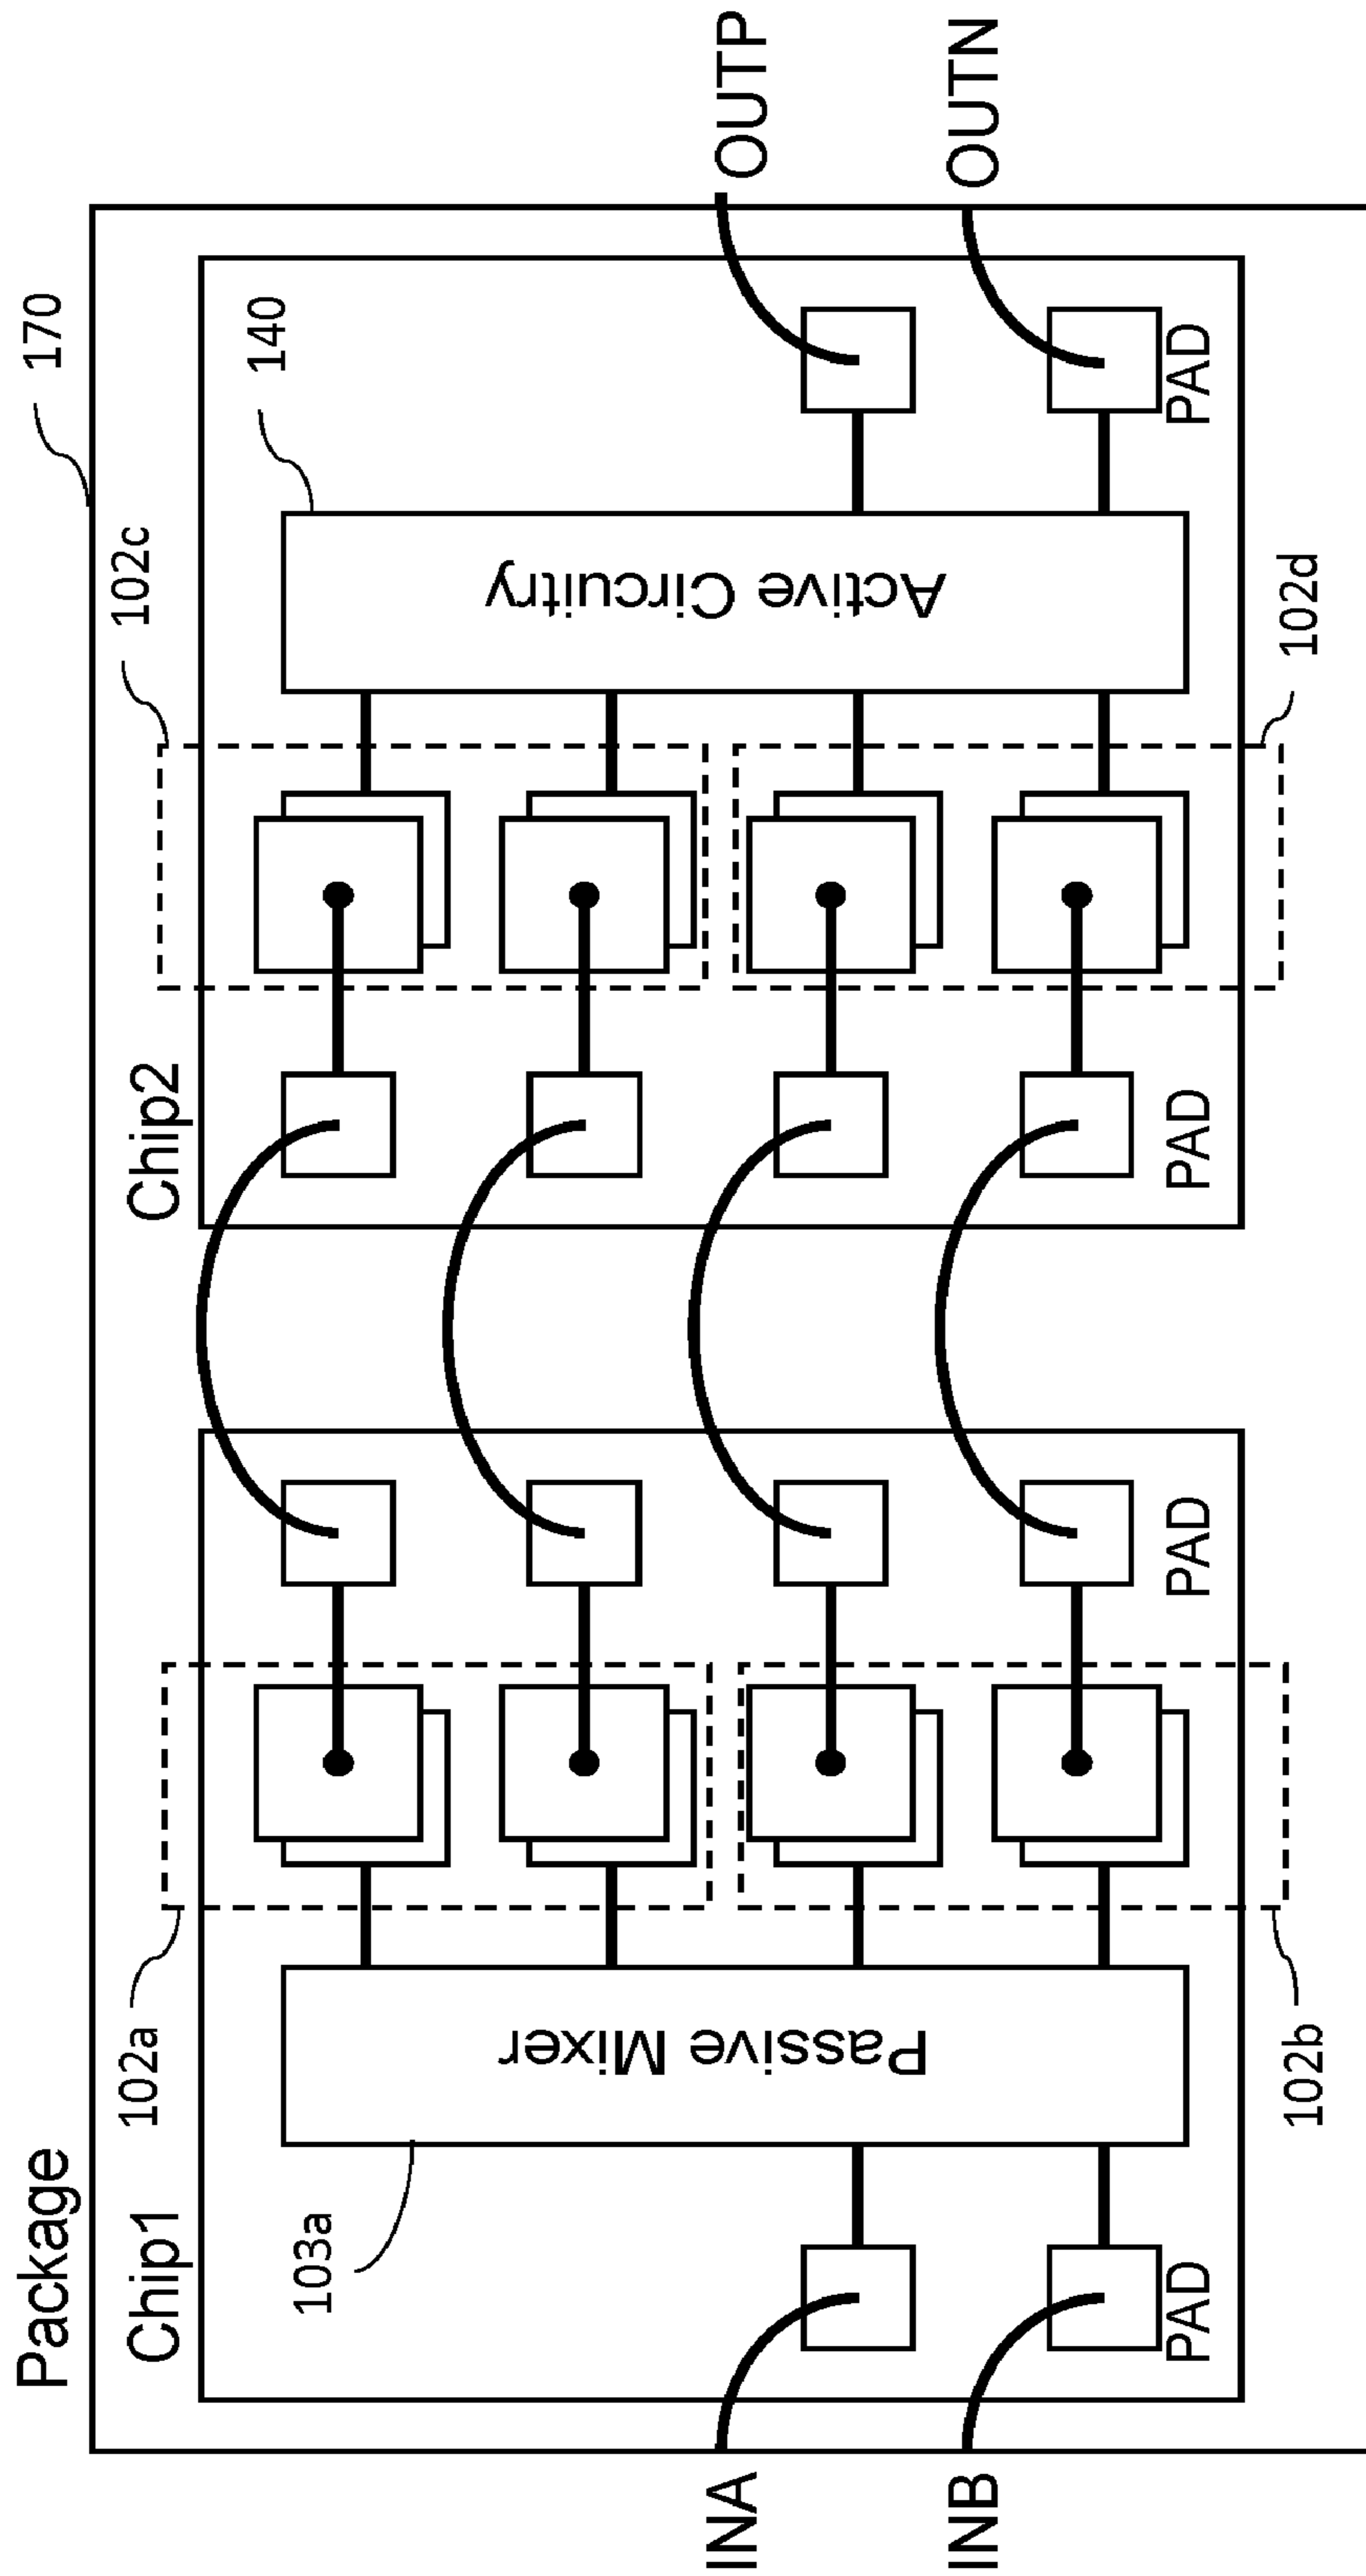 Package
170
Chip1
Chip2
102a
102c
103a
140
Passive Mixer
Active Circuitry
INA
OUTP
INB
OUTN
PAD
PAD
PAD
PAD
102b
102d